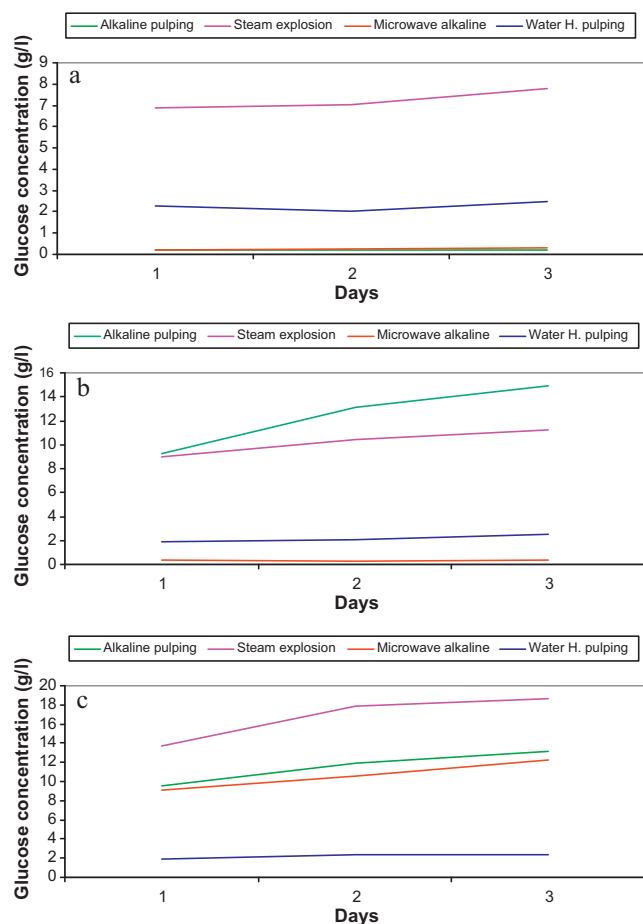 Alkaline pulping Steam explosion Microwave alkaline Water H. pulping
a
Glucose concentration (g/l)
9
8
7
6
5
4
3
2
1
0
1 2 3
Days
Alkaline pulping Steam explosion Microwave alkaline Water H. pulping
b
Glucose concentration (g/l)
16
14
12
10
8
6
4
2
0
1 2 3
Days
Alkaline pulping Steam explosion Microwave alkaline Water H. pulping
c
Glucose concentration (g/l)
20
18
16
14
12
10
8
6
4
2
0
1 2 3
Days